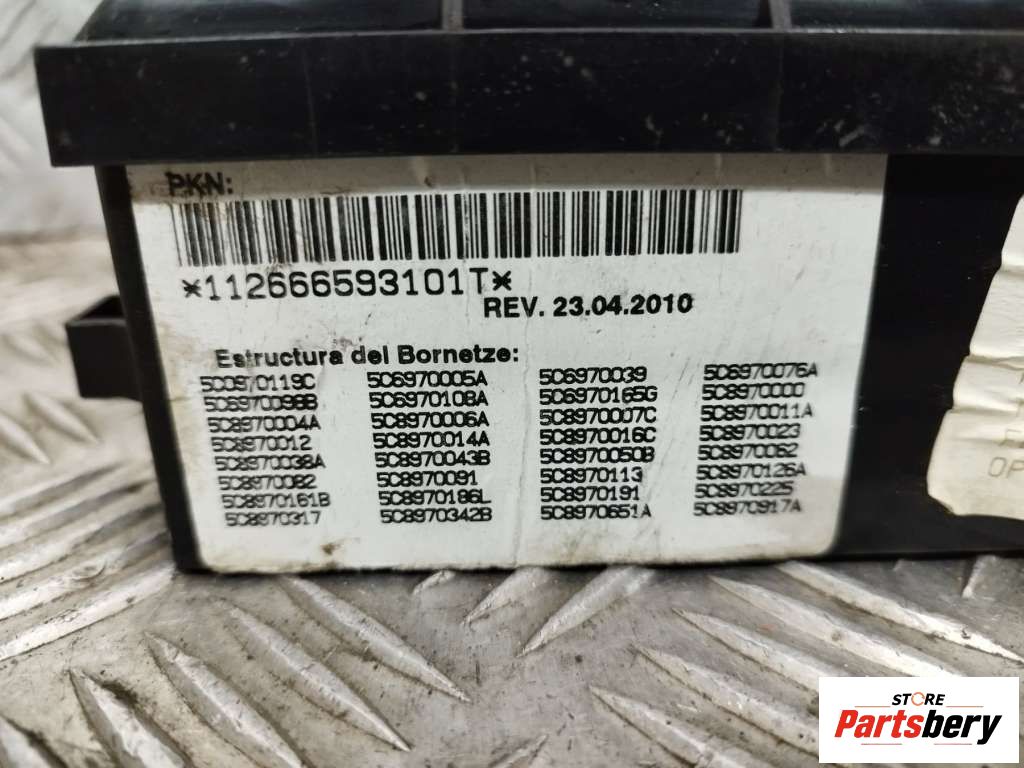 PKN:
*112666593101T*
REV. 23.04.2010
Estructura del Bornetze:
5C0970119C 5C6970005A 5C6970039 5C6970076A
5C6970098B 5C6970108A 5C6970165G 5C8970000
5C8970004A 5C8970006A 5C8970007C 5C8970011A
5C8970012 5C8970014A 5C8970016C 5C8970023
5C8970038A 5C8970043B 5C8970050B 5C8970062
5C8970082 5C8970091 5C8970113 5C8970126A
5C8970161B 5C8970186L 5C8970191 5C8970225
5C8970317 5C8970342B 5C8970651A 5C8970917A
OP
STORE
Partsbery